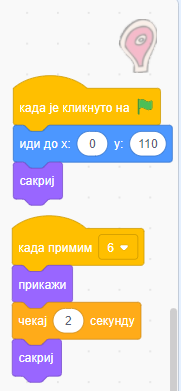 када је кликнуто на
иди до x: 0 y: 110
сакриј
када примим 6
прикажи
чекај 2 секунду
сакриј